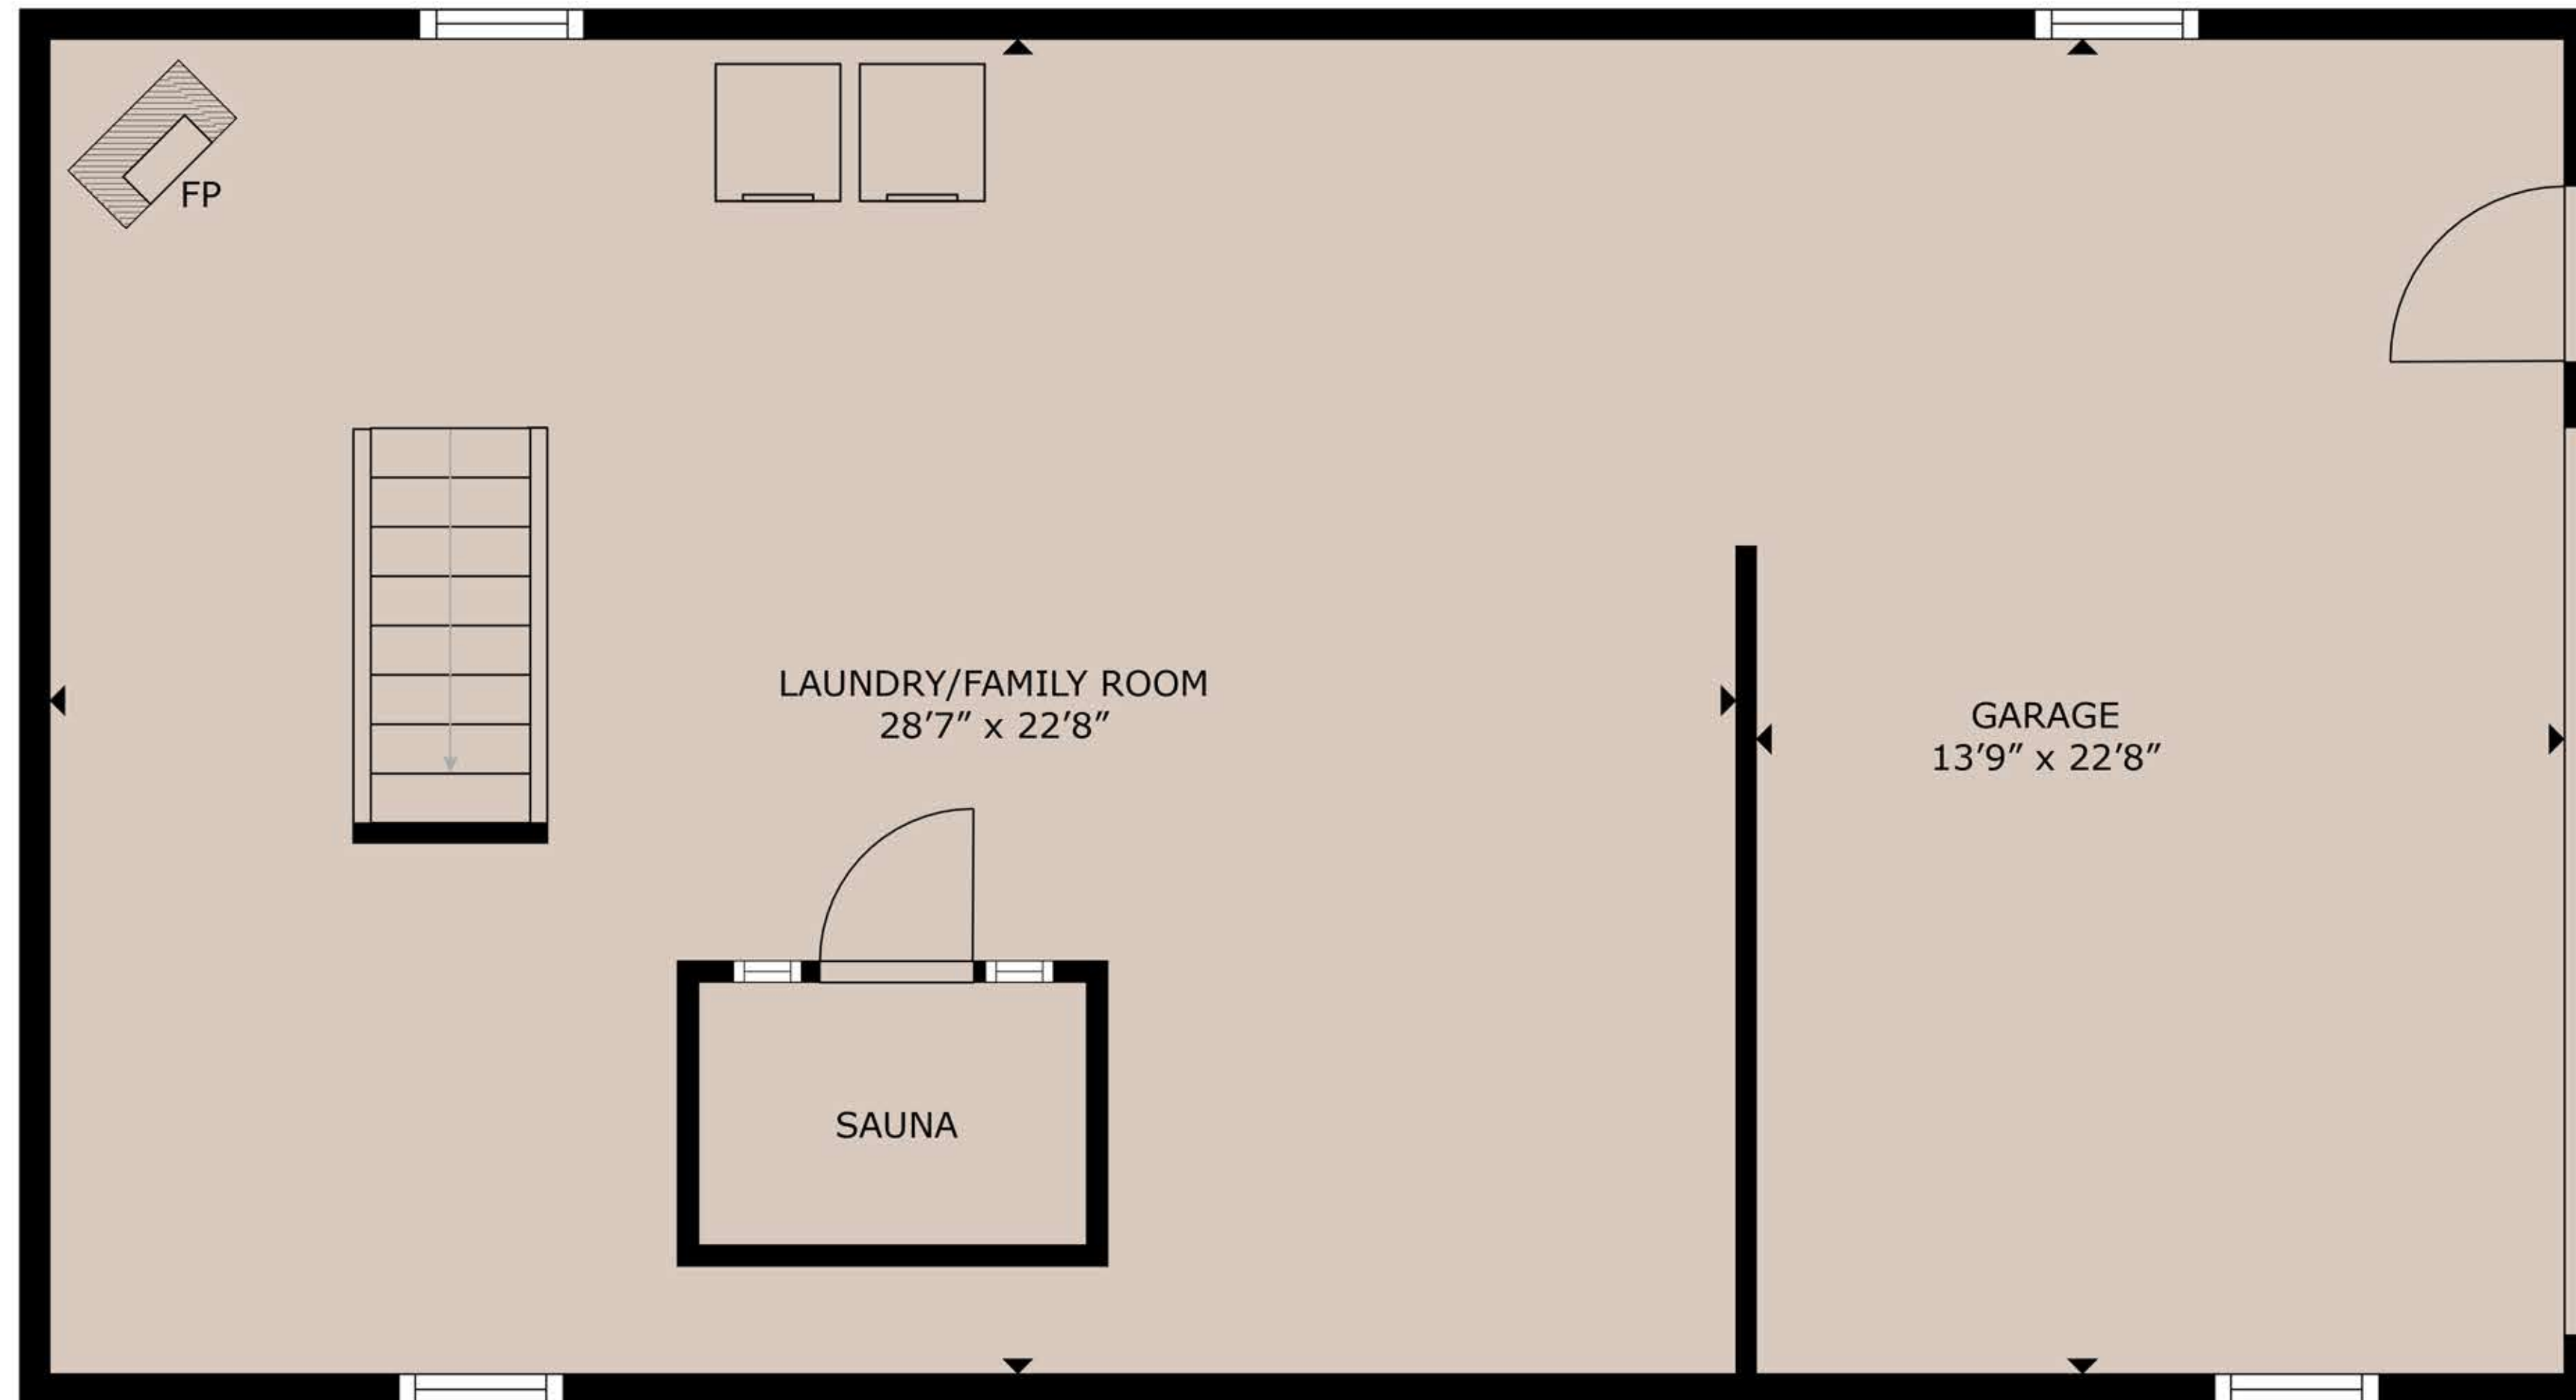 FP
LAUNDRY/FAMILY ROOM
28′7″ x 22′8″
GARAGE
13′9″ x 22′8″
SAUNA